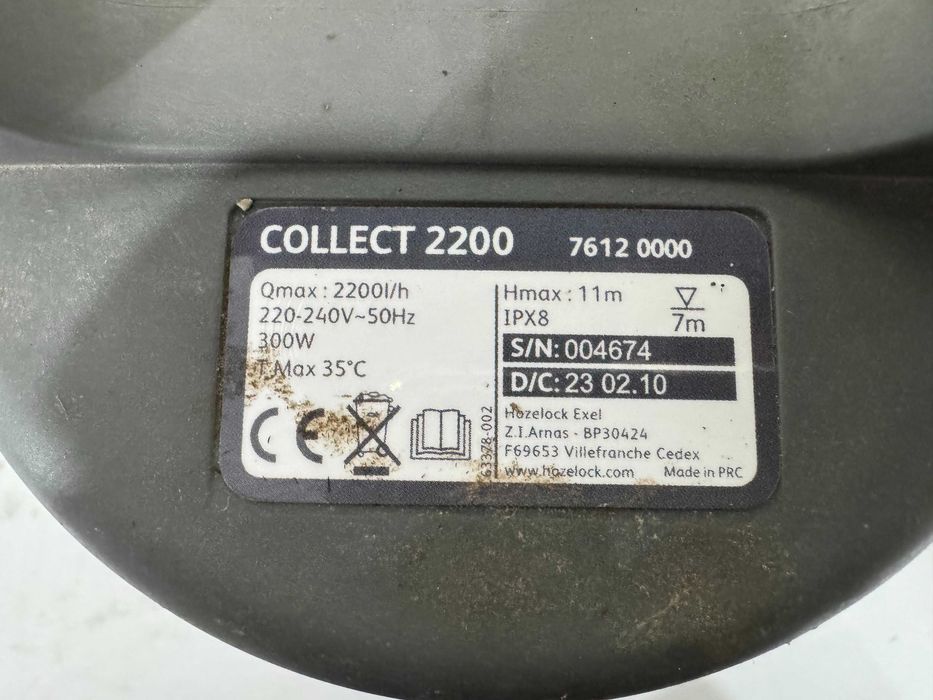 COLLECT 2200 7612 0000
Qmax : 2200l/h
220-240V~50Hz
300W
T.Max 35°C
CE
63378-002
Hmax : 11m
IPX8
7m
S/N: 004674
D/C: 23 02.10
Hozelock Exel
Z.I.Arnas - BP30424
F69653 Villefranche Cedex
www.hozelock.com Made in PRC